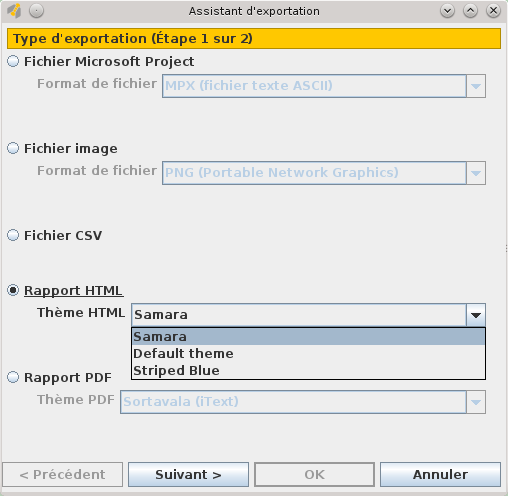 Assistant d'exportation
Type d'exportation (Étape 1 sur 2)
Fichier Microsoft Project
Format de fichier MPX (fichier texte ASCII)
Fichier image
Format de fichier PNG (Portable Network Graphics)
Fichier CSV
Rapport HTML
Thème HTML Samara
Samara
Default theme
Striped Blue
Rapport PDF
Thème PDF Sortavala (iText)
< Précédent Suivant > OK Annuler